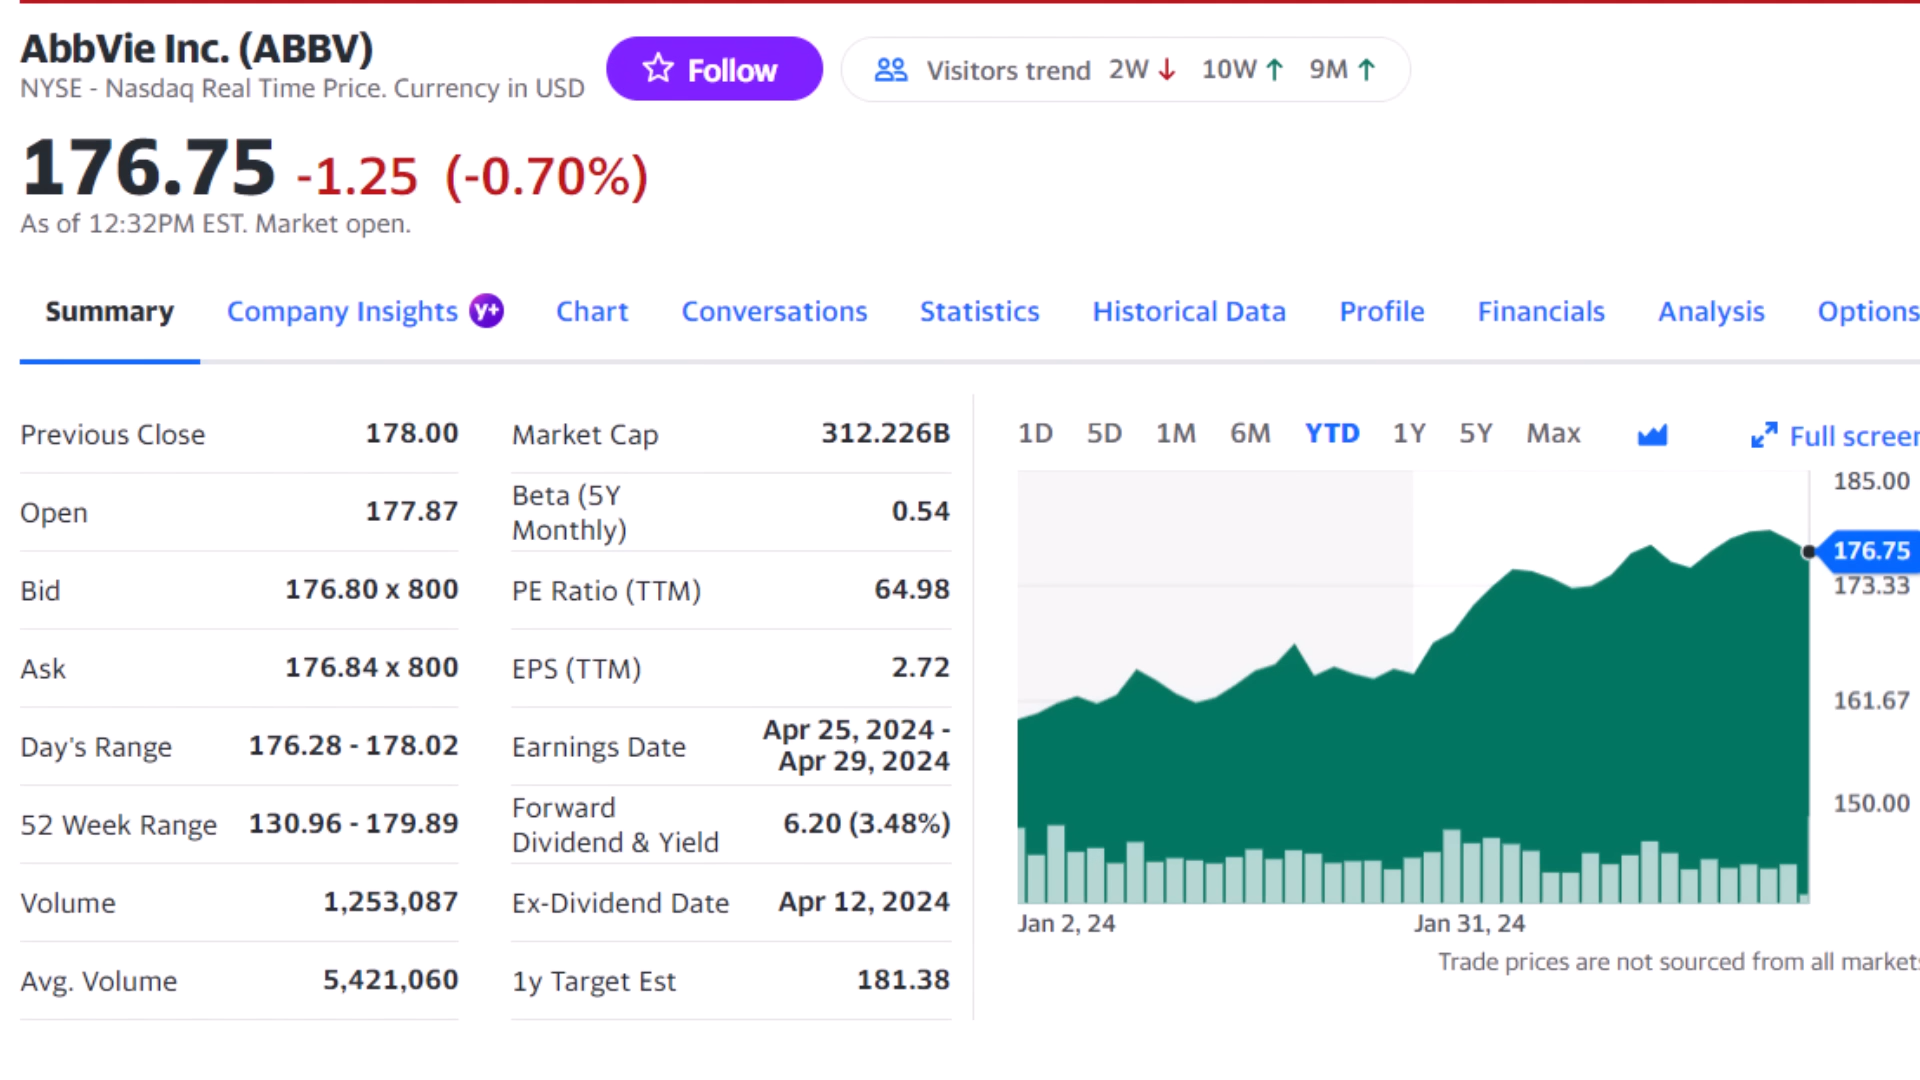 AbbVie Inc. (ABBV)
NYSE - Nasdaq Real Time Price. Currency in USD
Follow
Visitors trend 2W ↓ 10W ↑ 9M ↑
176.75 -1.25 (-0.70%)
As of 12:32PM EST. Market open.
Summary Company Insights y+ Chart Conversations Statistics Historical Data Profile Financials Analysis Options
Previous Close 178.00
Open 177.87
Bid 176.80 x 800
Ask 176.84 x 800
Day's Range 176.28 - 178.02
52 Week Range 130.96 - 179.89
Volume 1,253,087
Avg. Volume 5,421,060
Market Cap 312.226B
Beta (5Y
Monthly) 0.54
PE Ratio (TTM) 64.98
EPS (TTM) 2.72
Earnings Date Apr 25, 2024 -
Apr 29, 2024
Forward
Dividend & Yield 6.20 (3.48%)
Ex-Dividend Date Apr 12, 2024
1y Target Est 181.38
1D 5D 1M 6M YTD 1Y 5Y Max Full screen
185.00
176.75
173.33
161.67
150.00
Jan 2, 24 Jan 31, 24
Trade prices are not sourced from all markets